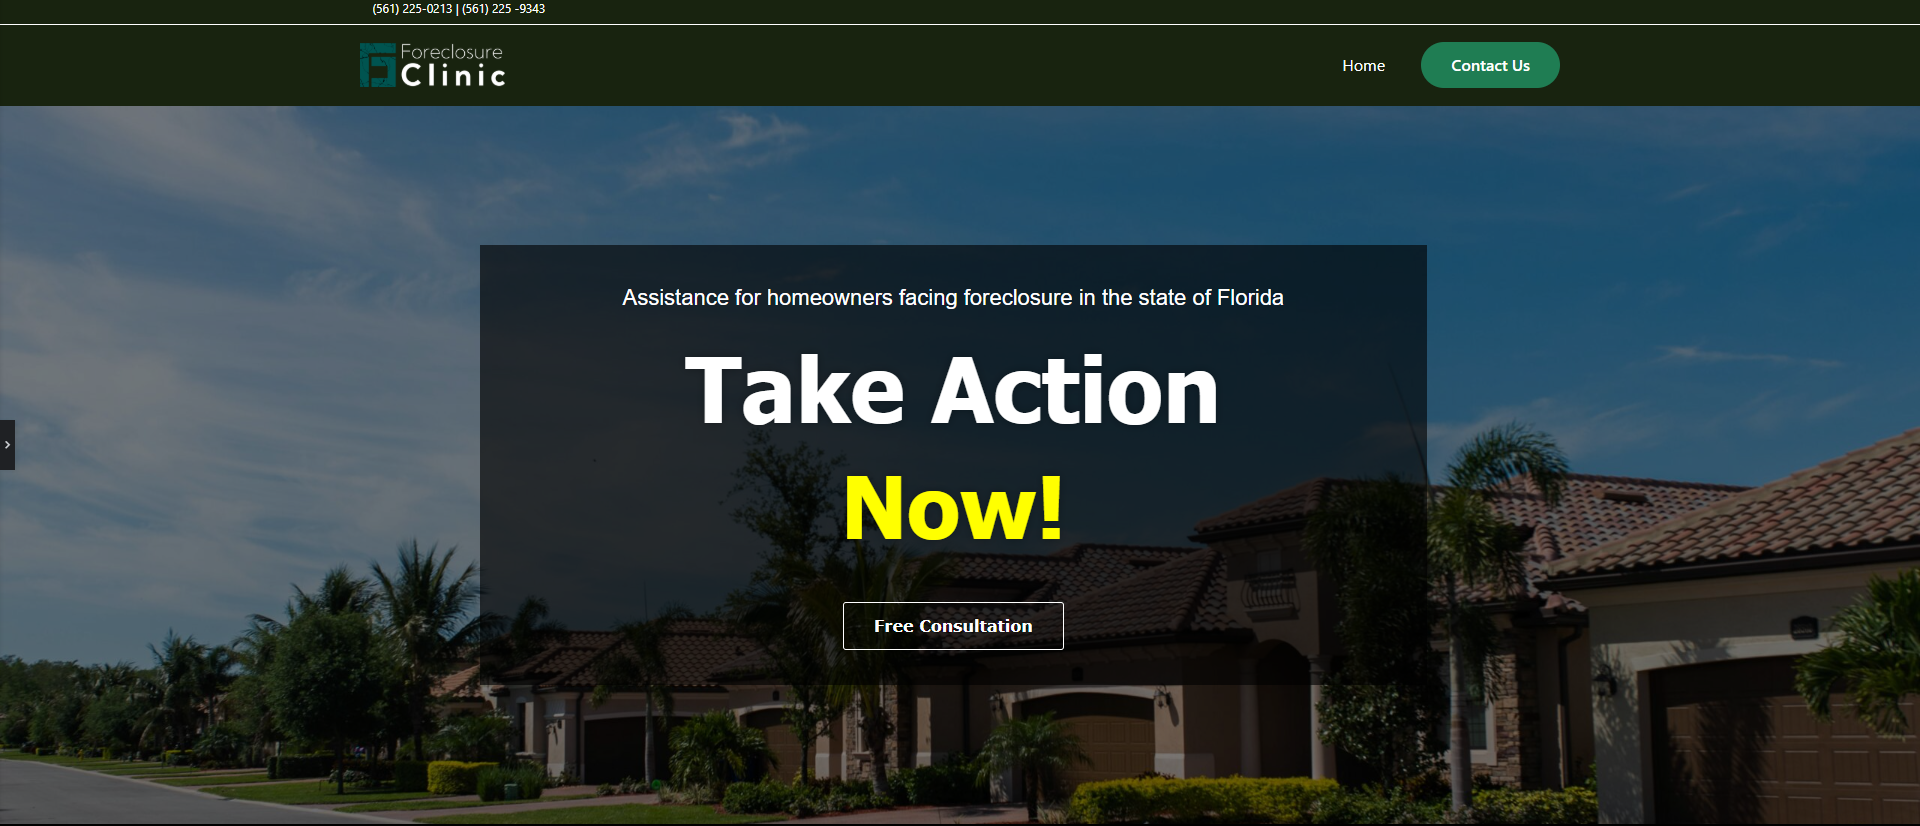 (561) 225-0213 | (561) 225 -9343
Foreclosure
Clinic
Home
Contact Us
Assistance for homeowners facing foreclosure in the state of Florida
Take Action
Now!
Free Consultation